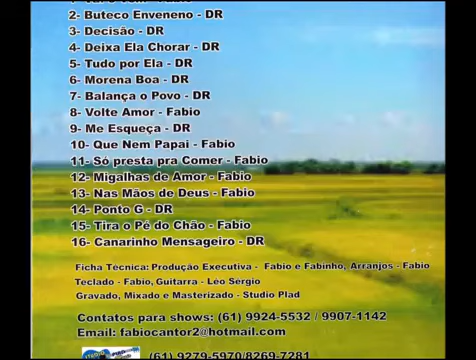 2- Buteco Enveneno - DR
3- Decisão - DR
4- Deixa Ela Chorar - DR
5- Tudo por Ela - DR
6- Morena Boa - DR
7- Balança o Povo - DR
8- Volte Amor - Fabio
9- Me Esqueça - DR
10- Que Nem Papai - Fabio
11- Só presta pra Comer - Fabio
12- Migalhas de Amor - Fabio
13- Nas Mãos de Deus - Fabio
14- Ponto G - DR
15- Tira o Pé do Chão - Fabio
16- Canarinho Mensageiro - DR
Ficha Técnica: Produção Executiva - Fabio e Fabinho, Arranjos - Fabio
Teclado - Fabio, Guitarra - Léo Sergio
Gravado, Mixado e Masterizado - Studio Plad
Contatos para shows: (61) 9924-5532 / 9907-1142
Email: fabiocantor2@hotmail.com
(61) 9279-5970/8269-7281